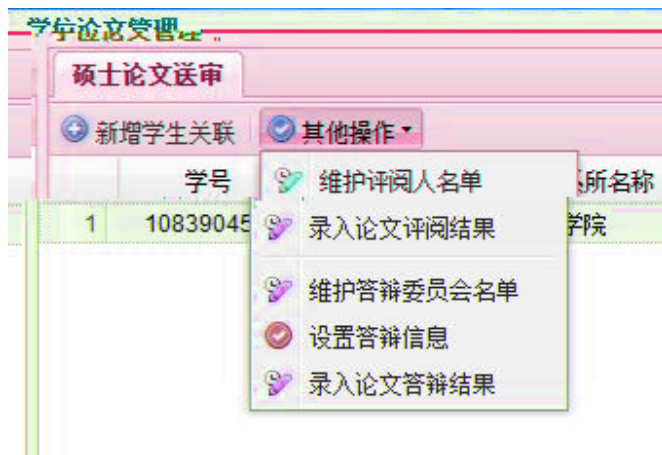 学位论文管理
硕士论文送审
新增学生关联 其他操作
学号 所名称
1 10839045 学院
维护评阅人名单
录入论文评阅结果
维护答辩委员会名单
设置答辩信息
录入论文答辩结果